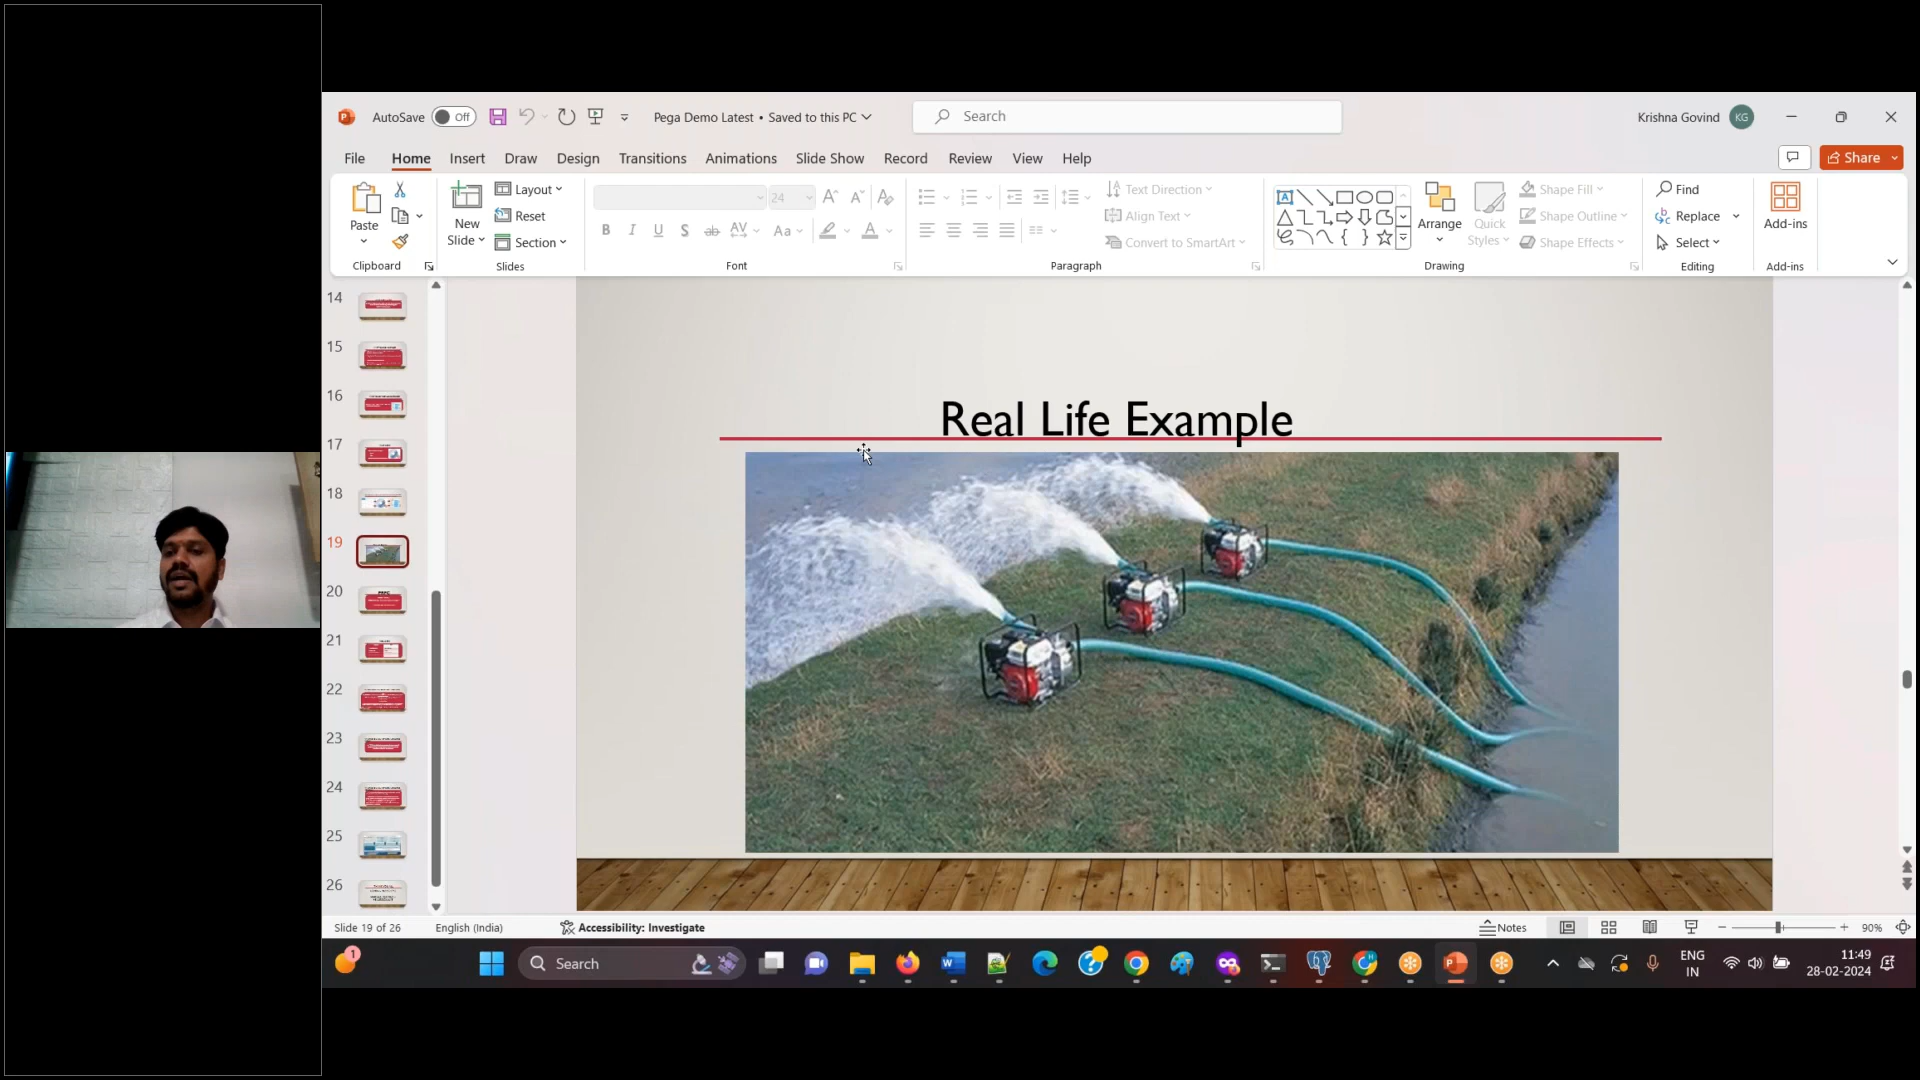 AutoSave Off Pega Demo Latest • Saved to this PC Search Krishna Govind KG
File Home Insert Draw Design Transitions Animations Slide Show Record Review View Help Share
Paste
Clipboard
New Slide
Layout
Reset
Section
Slides
24
Font
Text Direction
Align Text
Convert to SmartArt
Paragraph
Arrange
Quick Styles
Shape Fill
Shape Outline
Shape Effects
Drawing
Find
Replace
Select
Editing
Add-ins
Add-ins
14
15
16
17
18
19
20
21
22
23
24
25
26
Real Life Example
Slide 19 of 26 English (India) Accessibility: Investigate Notes 90%
1 Search ENG IN 11:49 28-02-2024